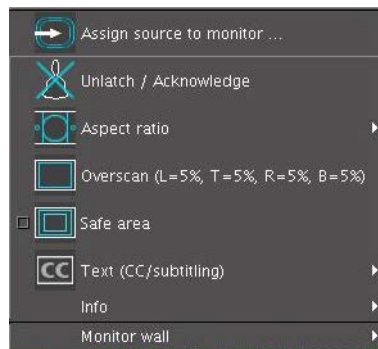 Assign source to monitor ...
Unlatch / Acknowledge
Aspect ratio
Overscan (L=5%, T=5%, R=5%, B=5%)
Safe area
CC Text (CC/subtitling)
Info
Monitor wall